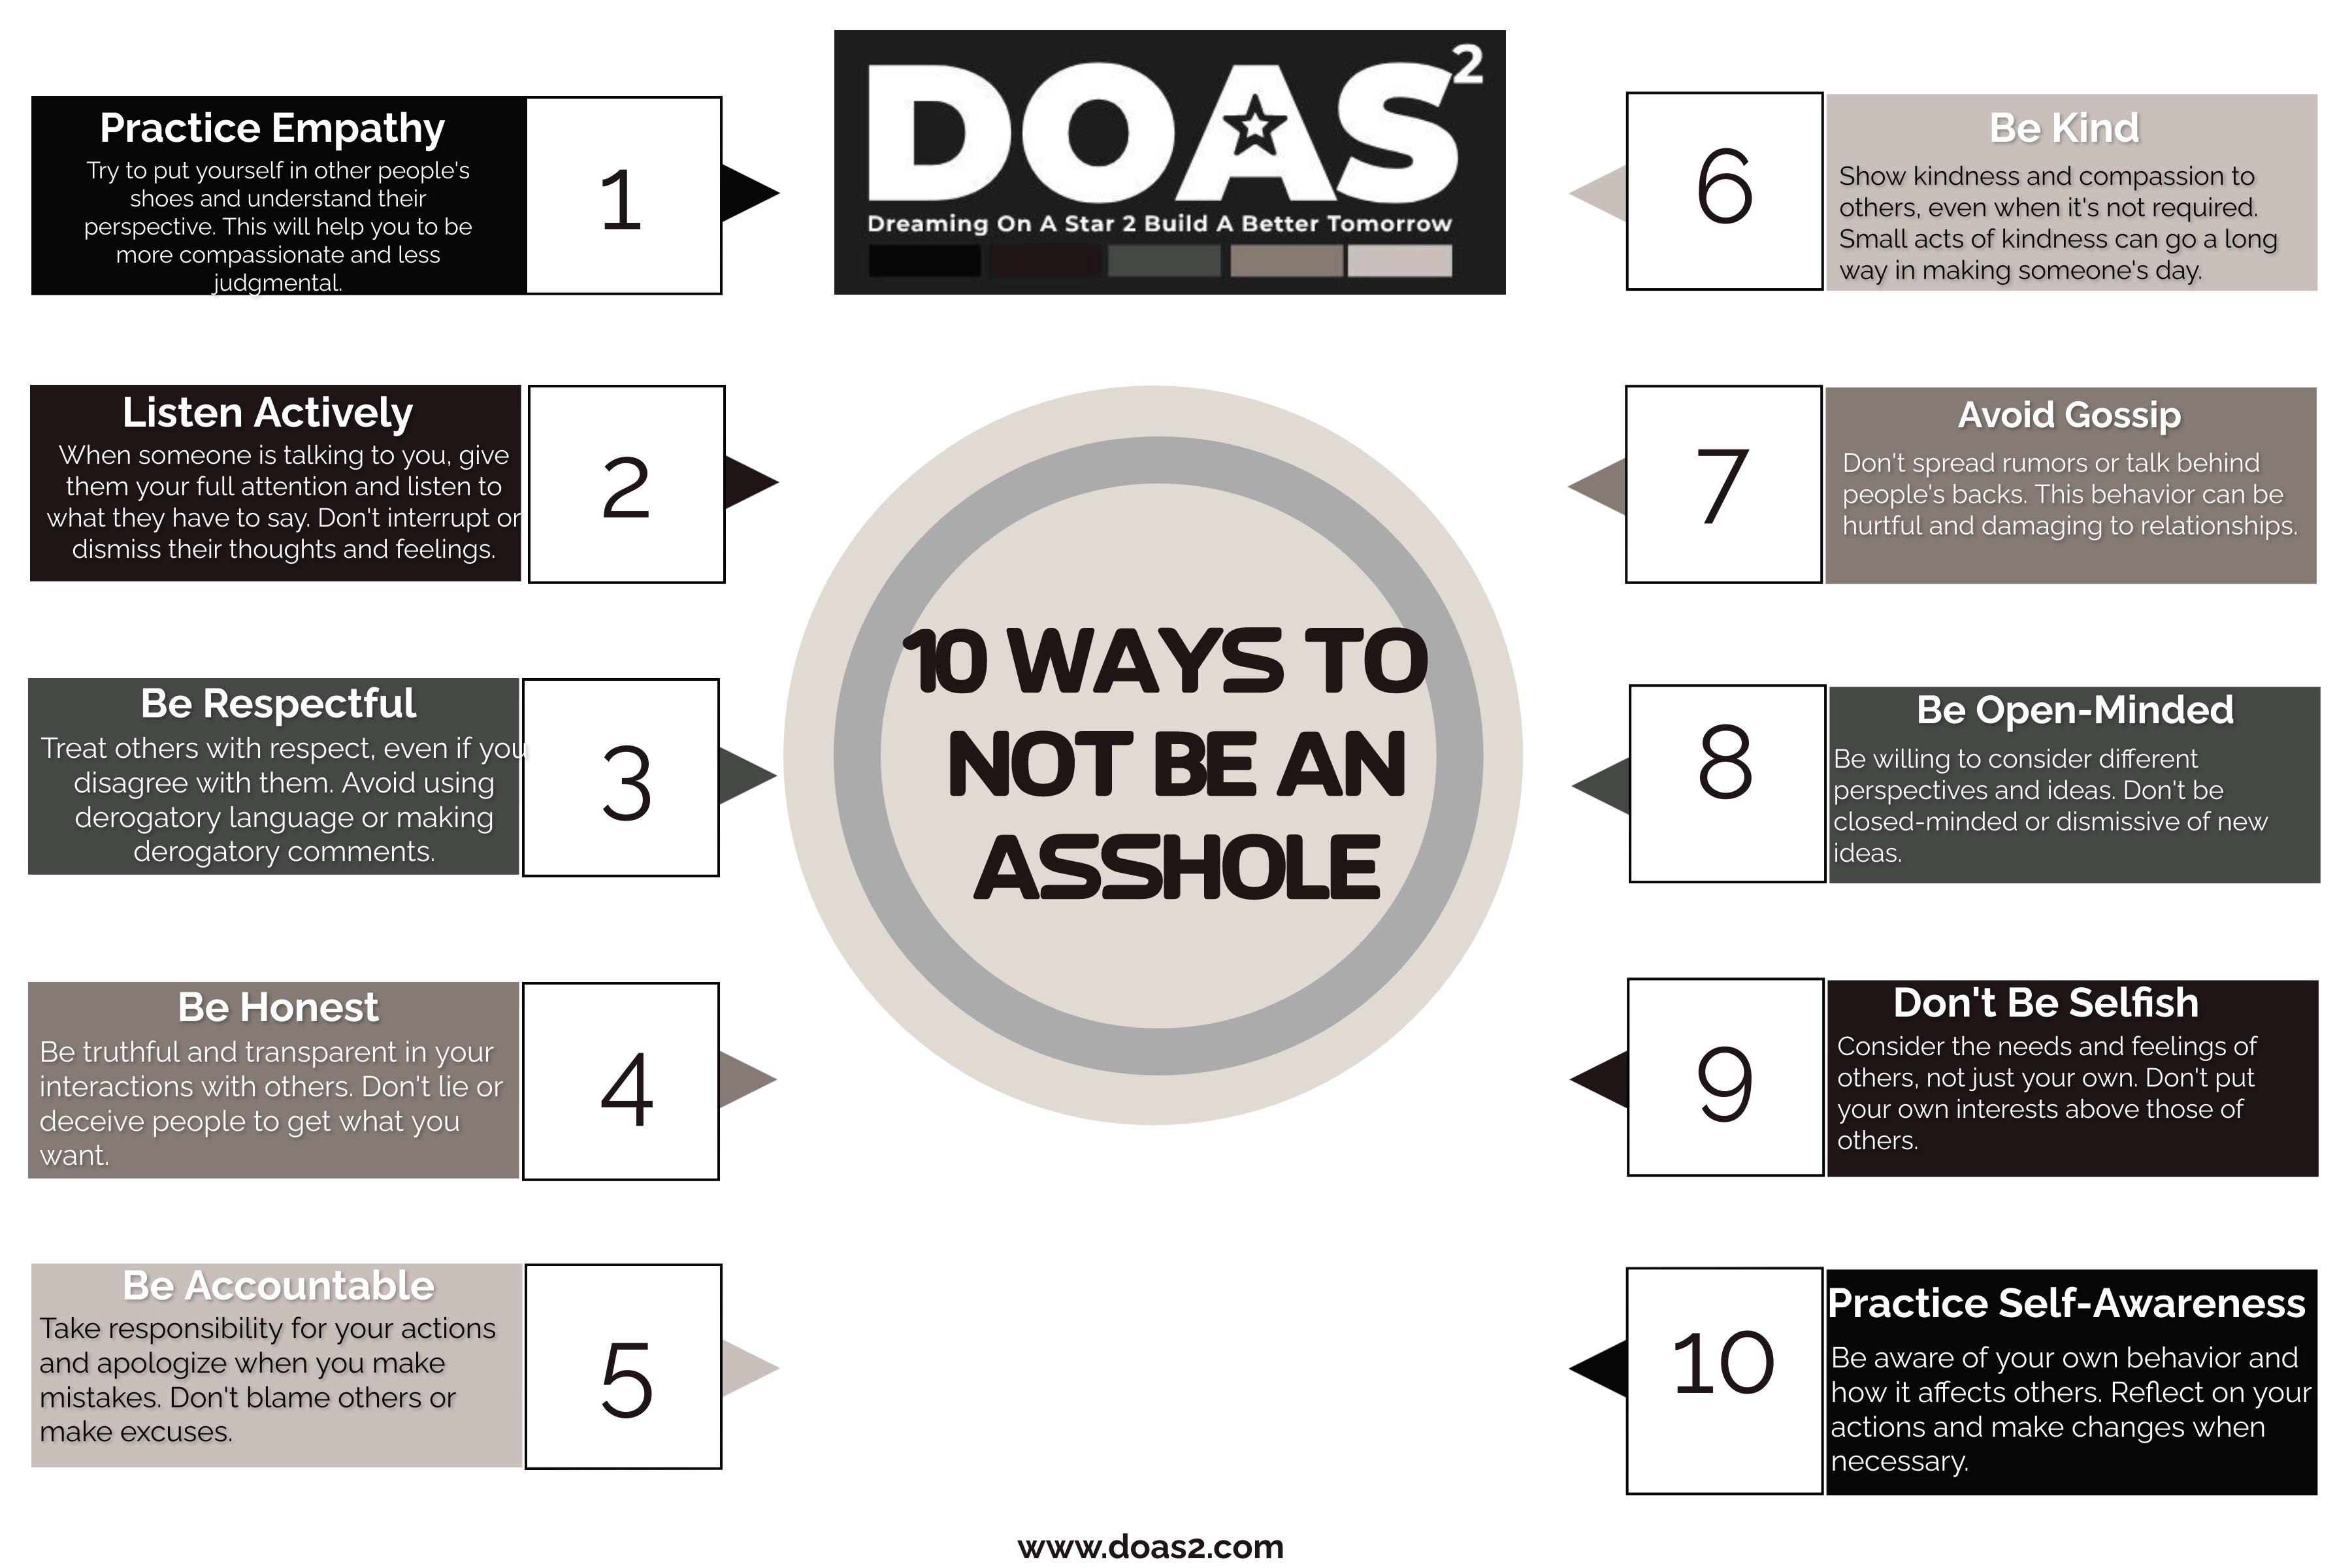 DOAS²
Dreaming On A Star 2 Build A Better Tomorrow
10 WAYS TO
NOT BE AN
ASSHOLE
Practice Empathy
Try to put yourself in other people's
shoes and understand their
perspective. This will help you to be
more compassionate and less
judgmental.
1
Listen Actively
When someone is talking to you, give
them your full attention and listen to
what they have to say. Don't interrupt or
dismiss their thoughts and feelings.
2
Be Respectful
Treat others with respect, even if you
disagree with them. Avoid using
derogatory language or making
derogatory comments.
3
Be Honest
Be truthful and transparent in your
interactions with others. Don't lie or
deceive people to get what you
want.
4
Be Accountable
Take responsibility for your actions
and apologize when you make
mistakes. Don't blame others or
make excuses.
5
6
Be Kind
Show kindness and compassion to
others, even when it's not required.
Small acts of kindness can go a long
way in making someone's day.
7
Avoid Gossip
Don't spread rumors or talk behind
people's backs. This behavior can be
hurtful and damaging to relationships.
8
Be Open-Minded
Be willing to consider different
perspectives and ideas. Don't be
closed-minded or dismissive of new
ideas.
9
Don't Be Selfish
Consider the needs and feelings of
others, not just your own. Don't put
your own interests above those of
others.
10
Practice Self-Awareness
Be aware of your own behavior and
how it affects others. Reflect on your
actions and make changes when
necessary.
www.doas2.com